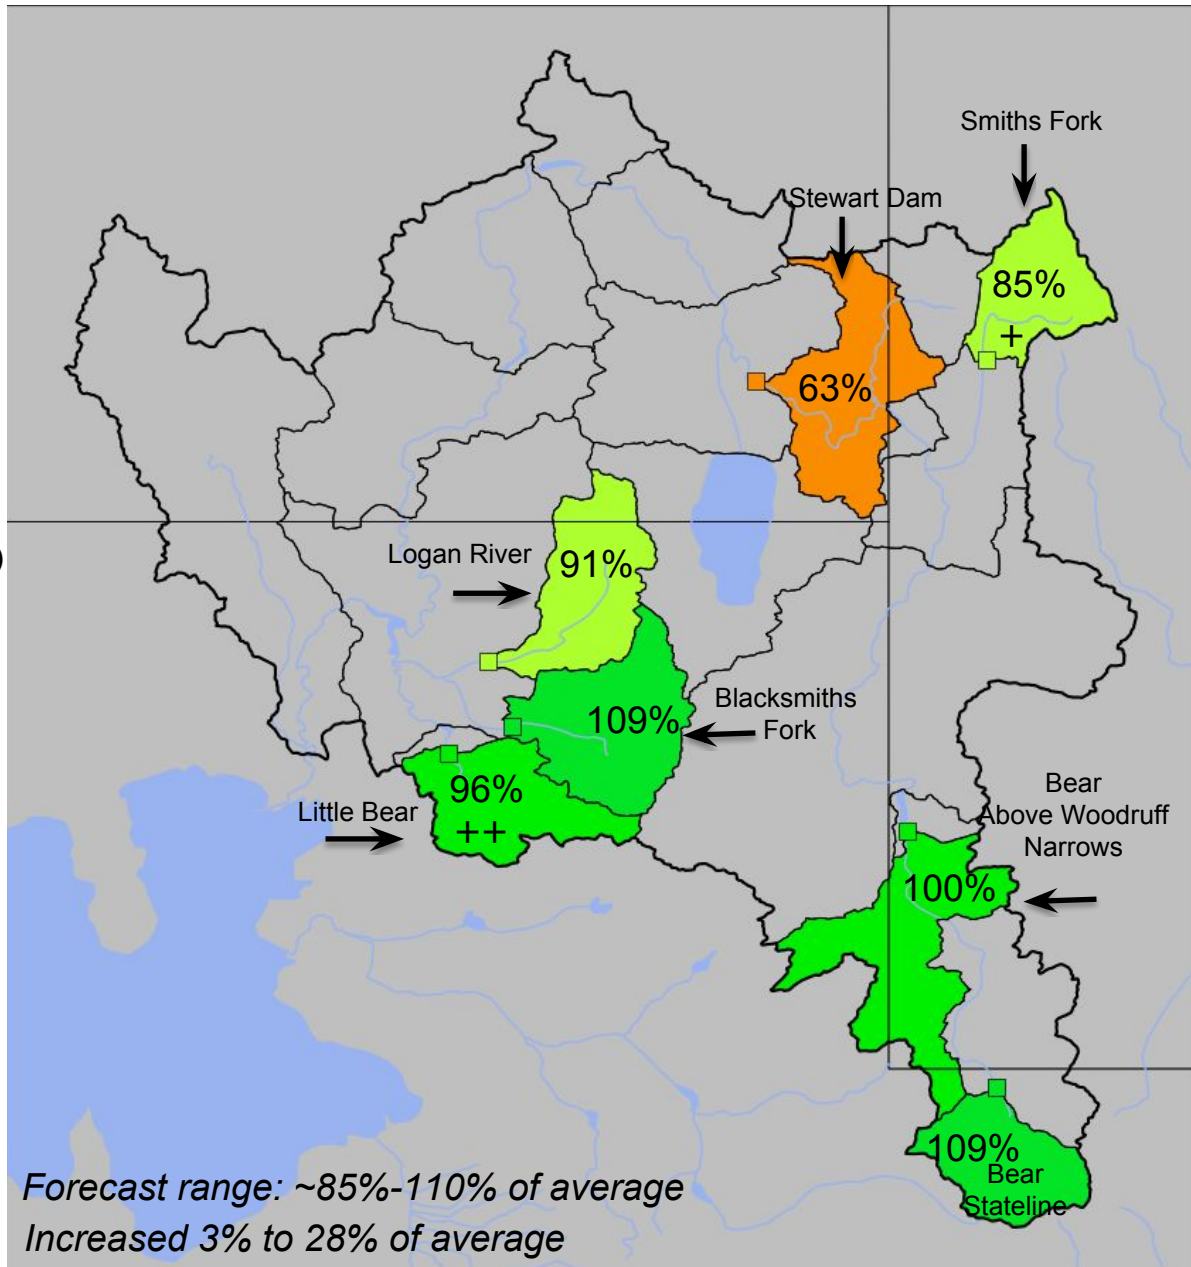 Smiths Fork
Stewart Dam
85%
+
63%
Logan River
91%
Blacksmiths
Fork
109%
96%
++
Little Bear
Bear
Above Woodruff
Narrows
100%
109%
Bear
Stateline
Forecast range: ~85%-110% of average
Increased 3% to 28% of average
)